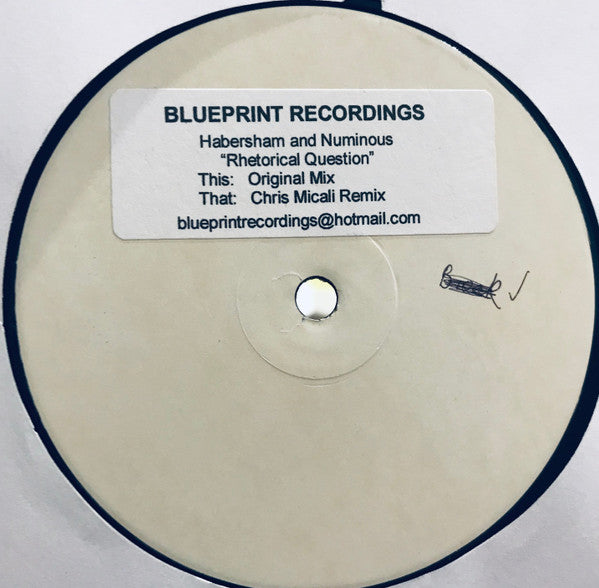 BLUEPRINT RECORDINGS
Habersham and Numinous
“Rhetorical Question”
This: Original Mix
That: Chris Micali Remix
blueprintrecordings@hotmail.com